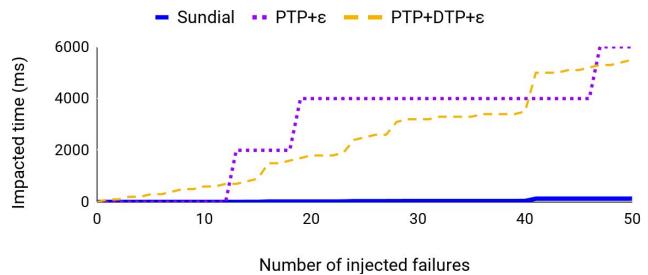 Sundial PTP+ε PTP+DTP+ε
Impacted time (ms)
6000
4000
2000
0
0 10 20 30 40 50
Number of injected failures